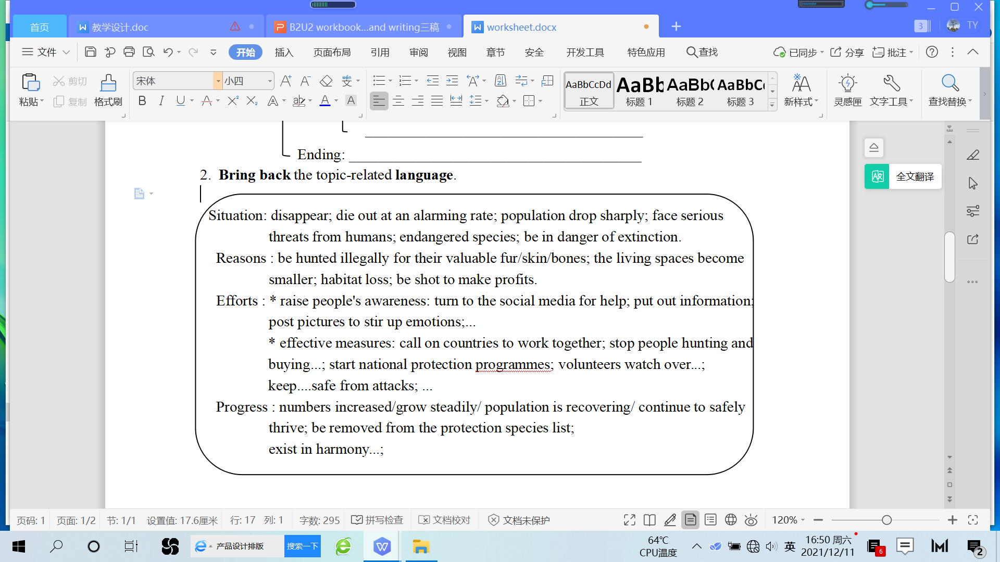 首页
教学设计.doc
B2U2 workbook...and writing三稿
worksheet.docx
3
TY
文件
开始
插入
页面布局
引用
审阅
视图
章节
安全
开发工具
特色应用
查找
已同步
分享
批注
粘贴
剪切
复制
格式刷
宋体
小四
AaBbCcDd
正文
AaBb
标题 1
AaBb(
标题 2
AaBbC(
标题 3
新样式
灵感匣
文字工具
查找替换
Ending:
2. Bring back the topic-related language.
全文翻译
Situation: disappear; die out at an alarming rate; population drop sharply; face serious
threats from humans; endangered species; be in danger of extinction.
Reasons : be hunted illegally for their valuable fur/skin/bones; the living spaces become
smaller; habitat loss; be shot to make profits.
Efforts : * raise people's awareness: turn to the social media for help; put out information;
post pictures to stir up emotions;...
* effective measures: call on countries to work together; stop people hunting and
buying...; start national protection programmes; volunteers watch over...;
keep....safe from attacks; ...
Progress : numbers increased/grow steadily/ population is recovering/ continue to safely
thrive; be removed from the protection species list;
exist in harmony...;
页码: 1
页面: 1/2
节: 1/1
设置值: 17.6厘米
行: 17
列: 1
字数: 295
拼写检查
文档校对
文档未保护
120%
产品设计排版
搜索一下
64℃
CPU温度
英
16:50 周六
2021/12/11
6
2